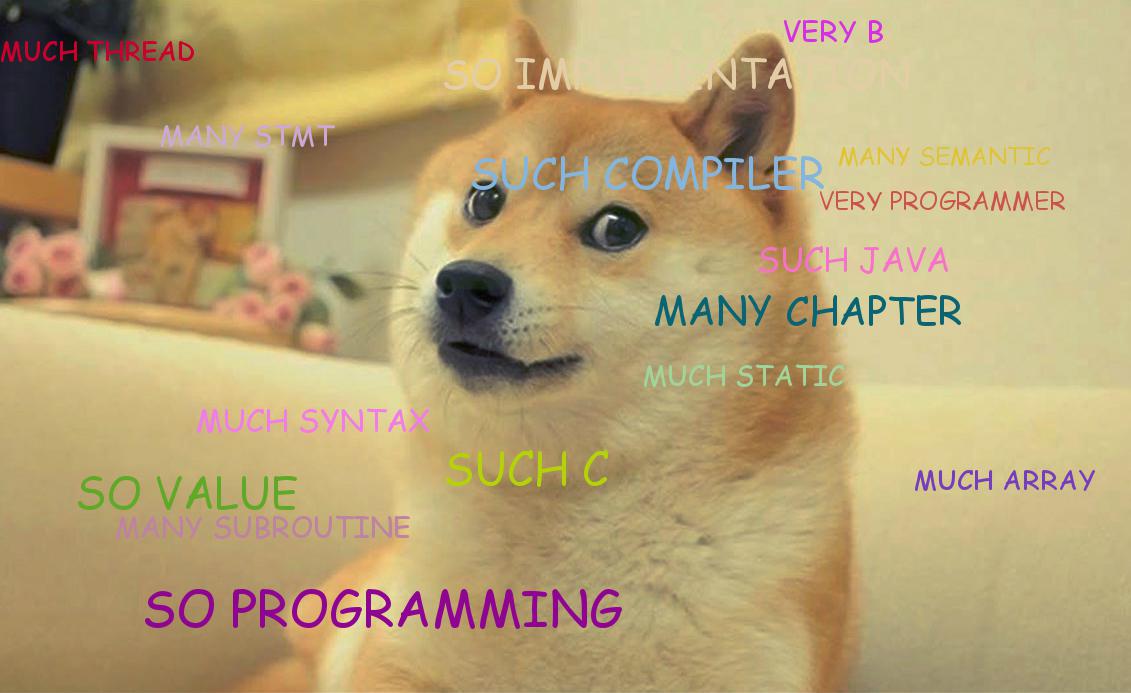 VERY B
MUCH THREAD
SO IMPLEMENTATION
MANY STMT
MANY SEMANTIC
SUCH COMPILER
VERY PROGRAMMER
SUCH JAVA
MANY CHAPTER
MUCH STATIC
MUCH SYNTAX
SUCH C
MUCH ARRAY
SO VALUE
MANY SUBROUTINE
SO PROGRAMMING